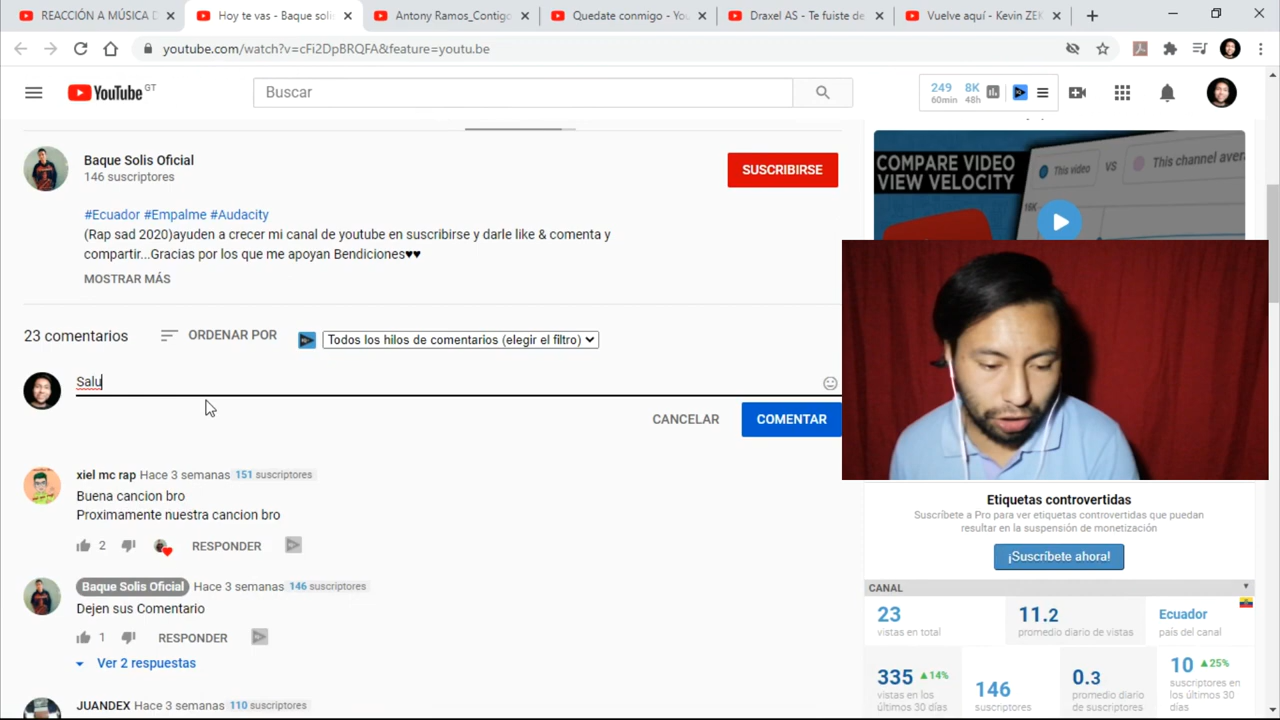 REACCIÓN A MÚSICA D
Hoy te vas - Baque soli
Antony Ramos_Contigo
Quedate conmigo - You
Draxel AS - Te fuiste de
Vuelve aquí - Kevin ZEK
youtube.com/watch?v=cFi2DpBRQFA&feature=youtu.be
YouTube GT
Buscar
249 8K
60min 48h
Baque Solis Oficial
146 suscriptores
SUSCRIBIRSE
#Ecuador #Empalme #Audacity
(Rap sad 2020)ayuden a crecer mi canal de youtube en suscribirse y darle like & comenta y
compartir...Gracias por los que me apoyan Bendiciones♥♥
MOSTRAR MÁS
COMPARE VIDEO
VIEW VELOCITY
This video VS This channel aver
16K
23 comentarios ORDENAR POR Todos los hilos de comentarios (elegir el filtro)
Salu
CANCELAR COMENTAR
xiel mc rap Hace 3 semanas 151 suscriptores
Buena cancion bro
Proximamente nuestra cancion bro
2 RESPONDER
Baque Solis Oficial Hace 3 semanas 146 suscriptores
Dejen sus Comentario
1 RESPONDER
Ver 2 respuestas
JUANDEX Hace 3 semanas 110 suscriptores
Etiquetas controvertidas
Suscríbete a Pro para ver etiquetas controvertidas que puedan
resultar en la suspensión de monetización
¡Suscríbete ahora!
CANAL
23
vistas en total
11.2
promedio diario de vistas
Ecuador
país del canal
335 ▲14%
vistas en los
últimos 30 días
146
suscriptores
0.3
promedio diario
de suscriptores
10 ▲25%
suscriptores en
los últimos 30
días